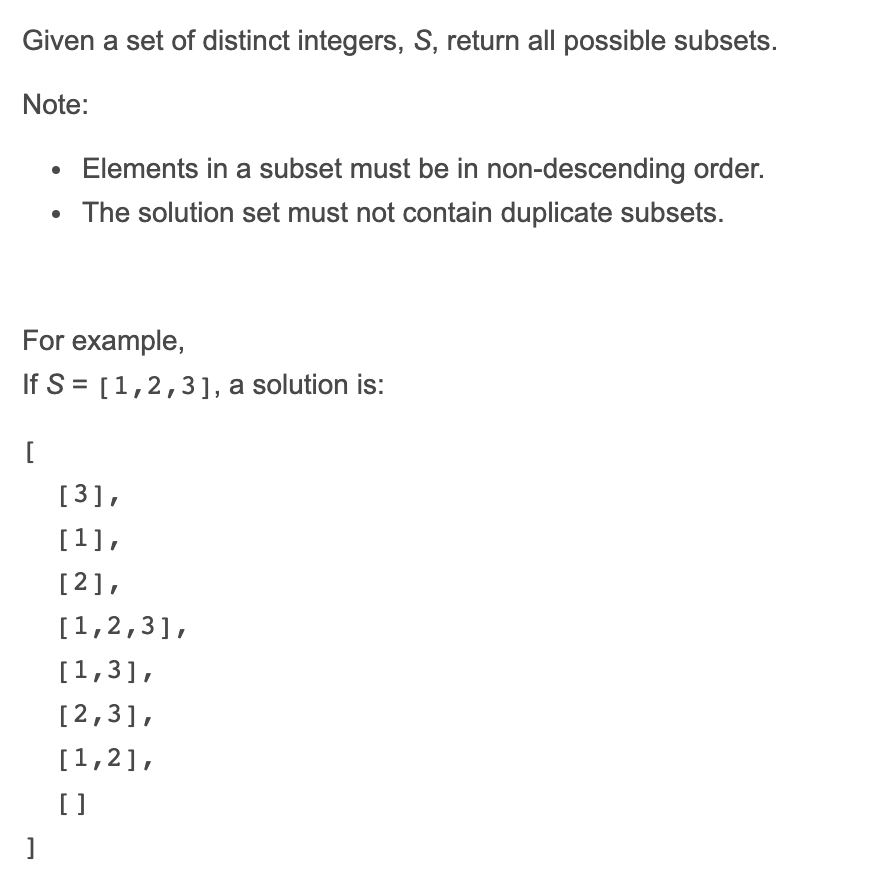 Given a set of distinct integers, S, return all possible subsets.
Note:
• Elements in a subset must be in non-descending order.
• The solution set must not contain duplicate subsets.
For example,
If S = [1,2,3], a solution is:
[
[3],
[1],
[2],
[1,2,3],
[1,3],
[2,3],
[1,2],
[]
]